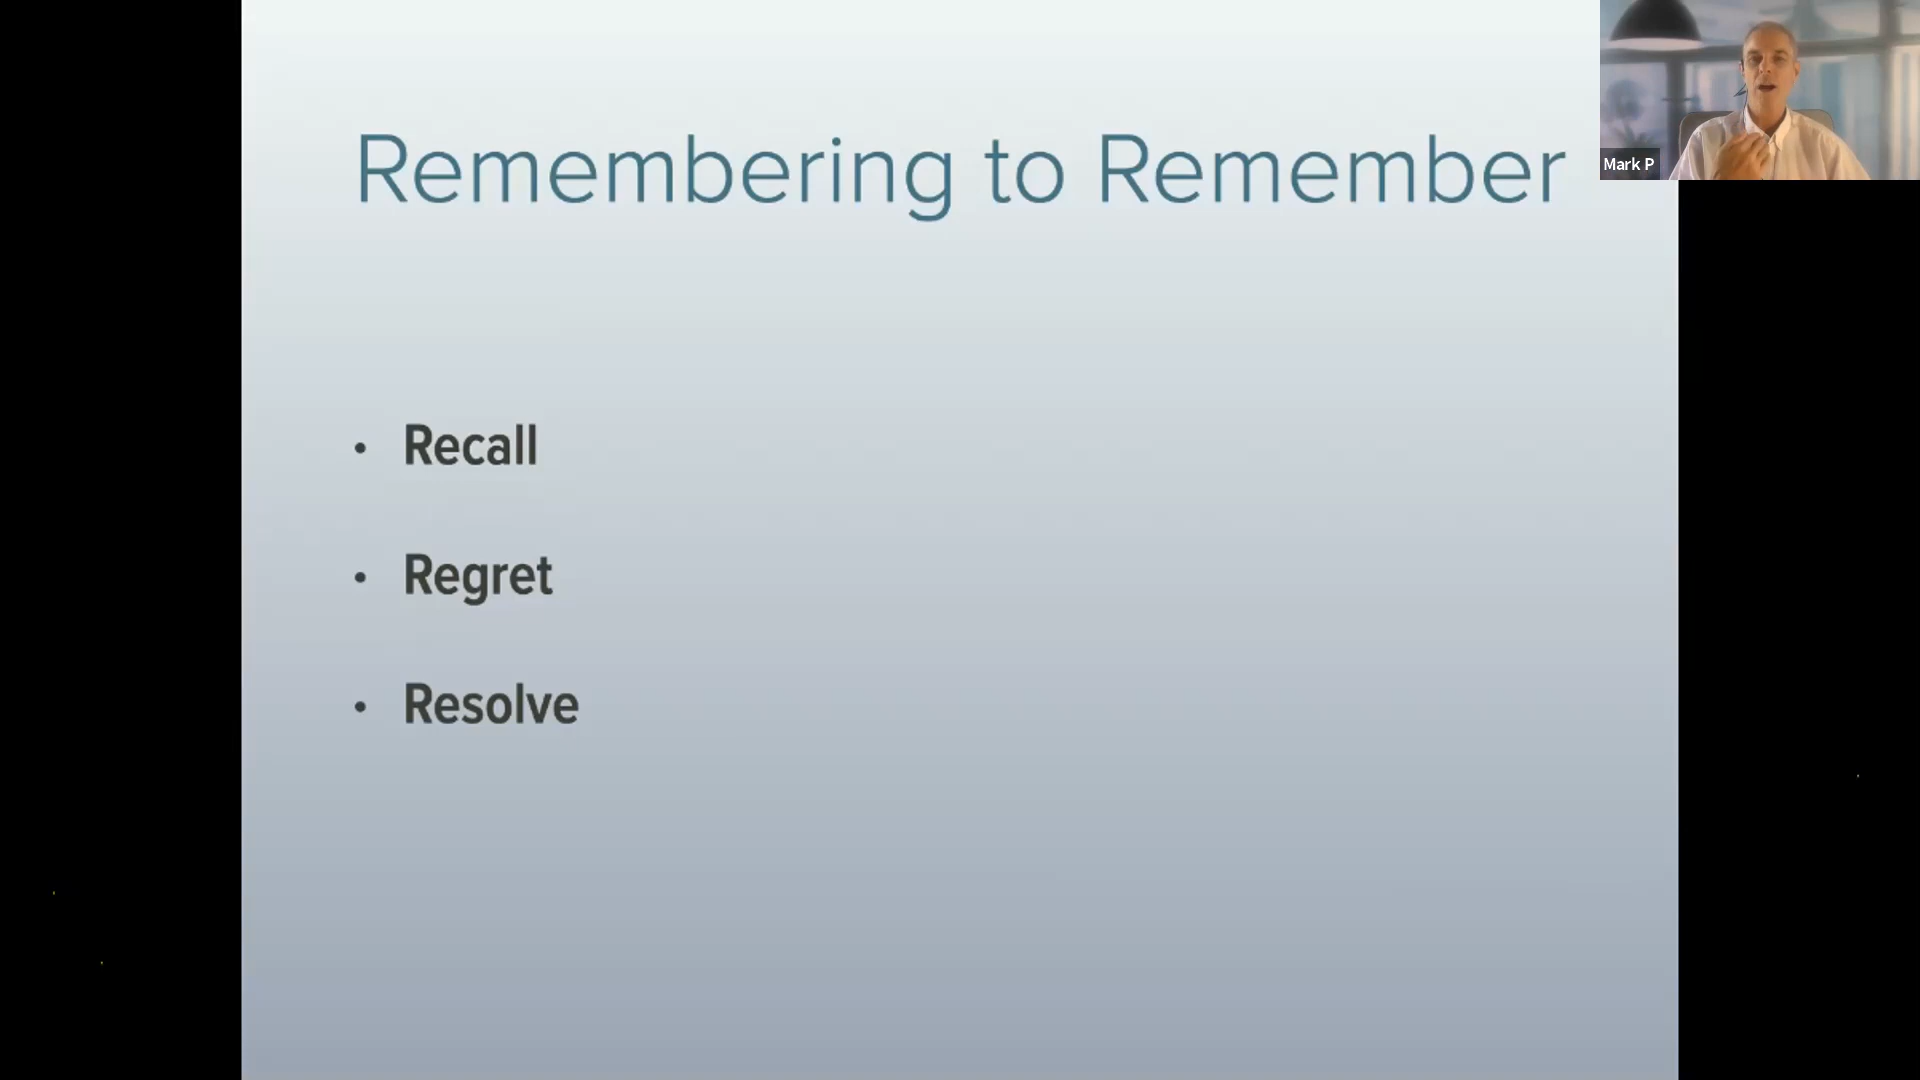 Remembering to Remember
Mark P
• Recall
• Regret
• Resolve